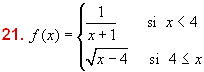 21. f(x) = { 1/(x+1) si x < 4
√(x−4) si 4 ≤ x